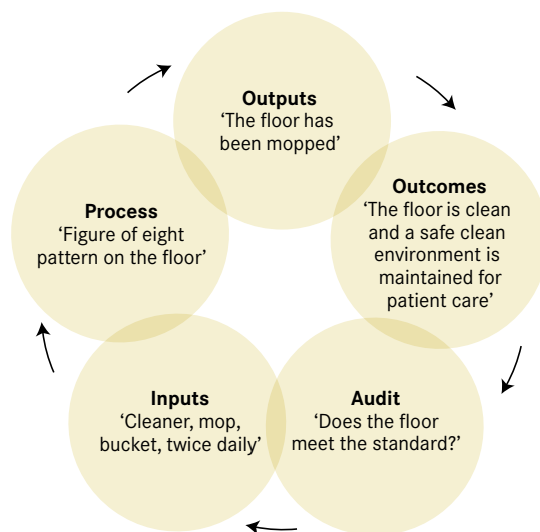 Outputs
‘The floor has
been mopped’
Outcomes
‘The floor is clean
and a safe clean
environment is
maintained for
patient care’
Audit
‘Does the floor
meet the standard?’
Inputs
‘Cleaner, mop,
bucket, twice daily’
Process
‘Figure of eight
pattern on the floor’